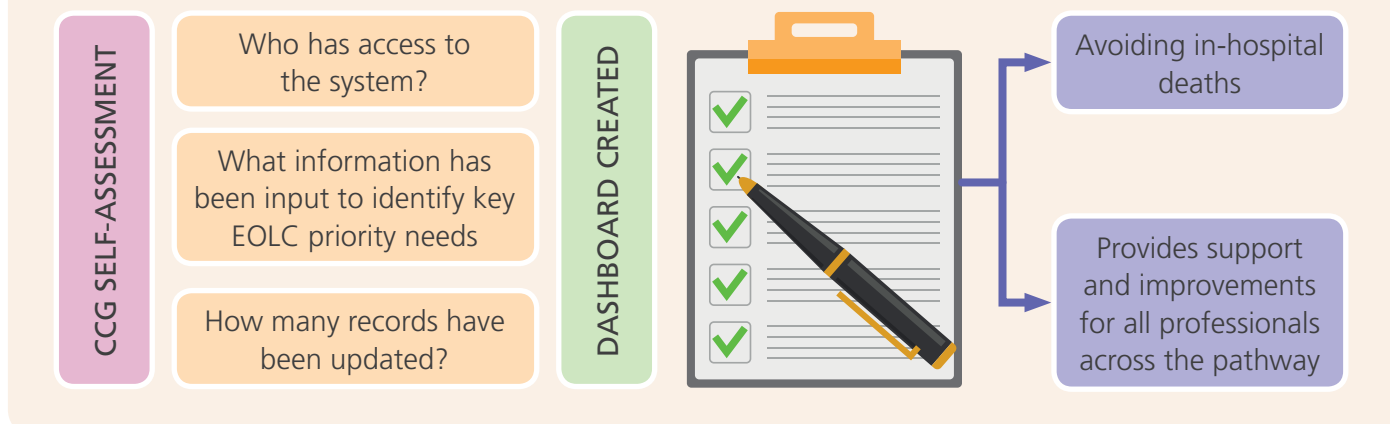 CCG SELF-ASSESSMENT
Who has access to
the system?
What information has
been input to identify key
EOLC priority needs
How many records have
been updated?
DASHBOARD CREATED
Avoiding in-hospital
deaths
Provides support
and improvements
for all professionals
across the pathway